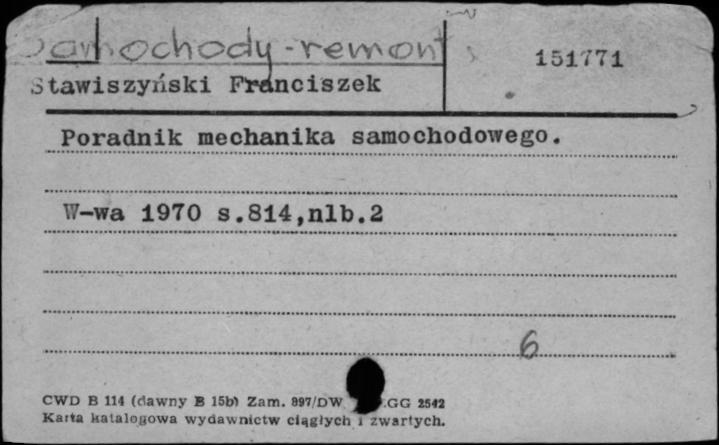 Samochody - remont
151771
Stawiszyński Franciszek
Poradnik mechanika samochodowego.
W-wa 1970 s.814,nlb.2
6
CWD B 114 (dawny B 15b) Zam. 897/DW GG 2542
Karta katalogowa wydawnictw ciągłych i zwartych.